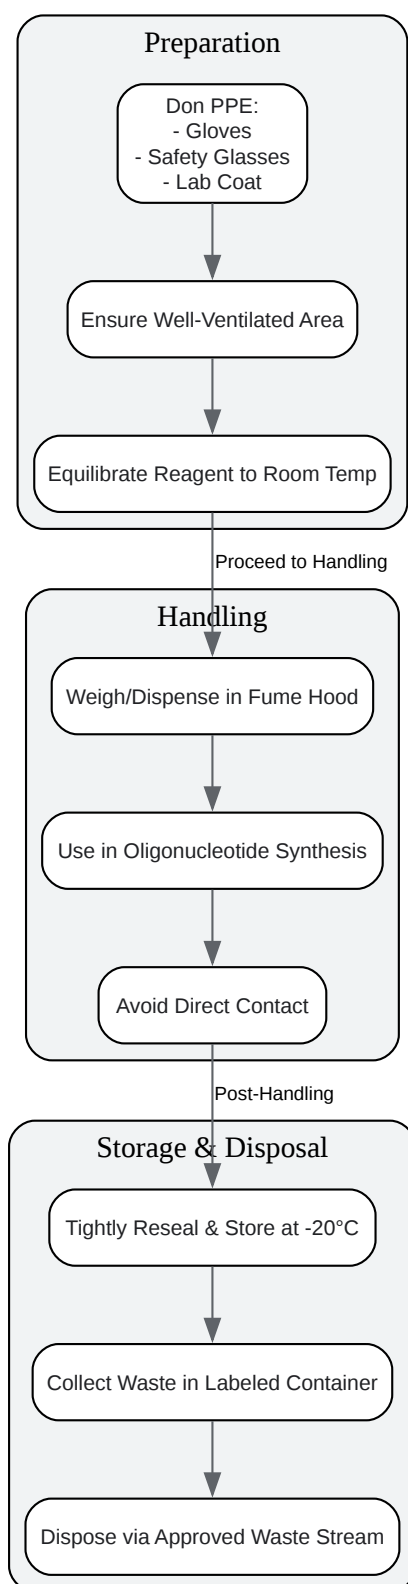 Preparation
Don PPE:
- Gloves
- Safety Glasses
- Lab Coat
Ensure Well-Ventilated Area
Equilibrate Reagent to Room Temp
Proceed to Handling
Handling
Weigh/Dispense in Fume Hood
Use in Oligonucleotide Synthesis
Avoid Direct Contact
Post-Handling
Storage & Disposal
Tightly Reseal & Store at -20°C
Collect Waste in Labeled Container
Dispose via Approved Waste Stream